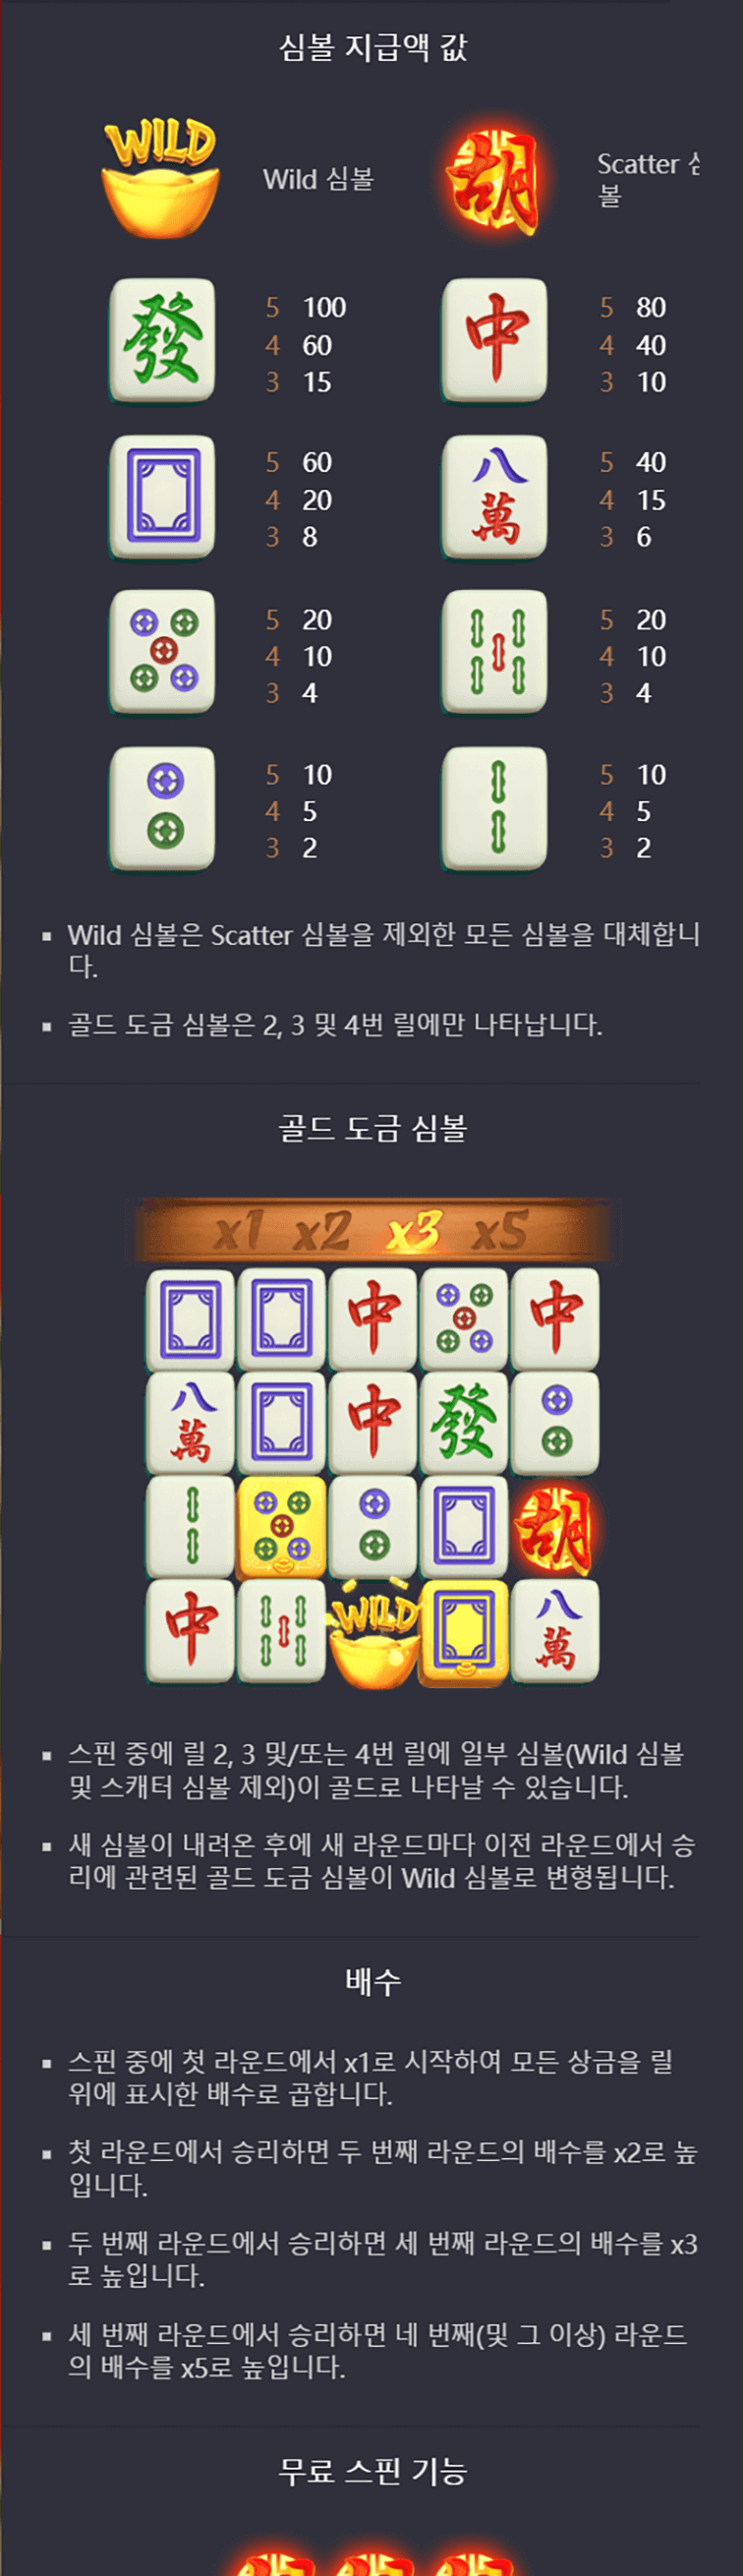 심볼 지급액 값
WILD
Wild 심볼
胡
Scatter 심
볼
發
5 100
4 60
3 15
中
5 80
4 40
3 10
5 60
4 20
3 8
八
萬
5 40
4 15
3 6
5 20
4 10
3 4
5 20
4 10
3 4
5 10
4 5
3 2
5 10
4 5
3 2
Wild 심볼은 Scatter 심볼을 제외한 모든 심볼을 대체합니
다.
골드 도금 심볼은 2, 3 및 4번 릴에만 나타납니다.
골드 도금 심볼
x1 x2 x3 x5
中 中
八
萬 中 發
胡
中 WILD 八
萬
스핀 중에 릴 2, 3 및/또는 4번 릴에 일부 심볼(Wild 심볼
및 스캐터 심볼 제외)이 골드로 나타날 수 있습니다.
새 심볼이 내려온 후에 새 라운드마다 이전 라운드에서 승
리에 관련된 골드 도금 심볼이 Wild 심볼로 변형됩니다.
배수
스핀 중에 첫 라운드에서 x1로 시작하여 모든 상금을 릴
위에 표시한 배수로 곱합니다.
첫 라운드에서 승리하면 두 번째 라운드의 배수를 x2로 높
입니다.
두 번째 라운드에서 승리하면 세 번째 라운드의 배수를 x3
로 높입니다.
세 번째 라운드에서 승리하면 네 번째(및 그 이상) 라운드
의 배수를 x5로 높입니다.
무료 스핀 기능